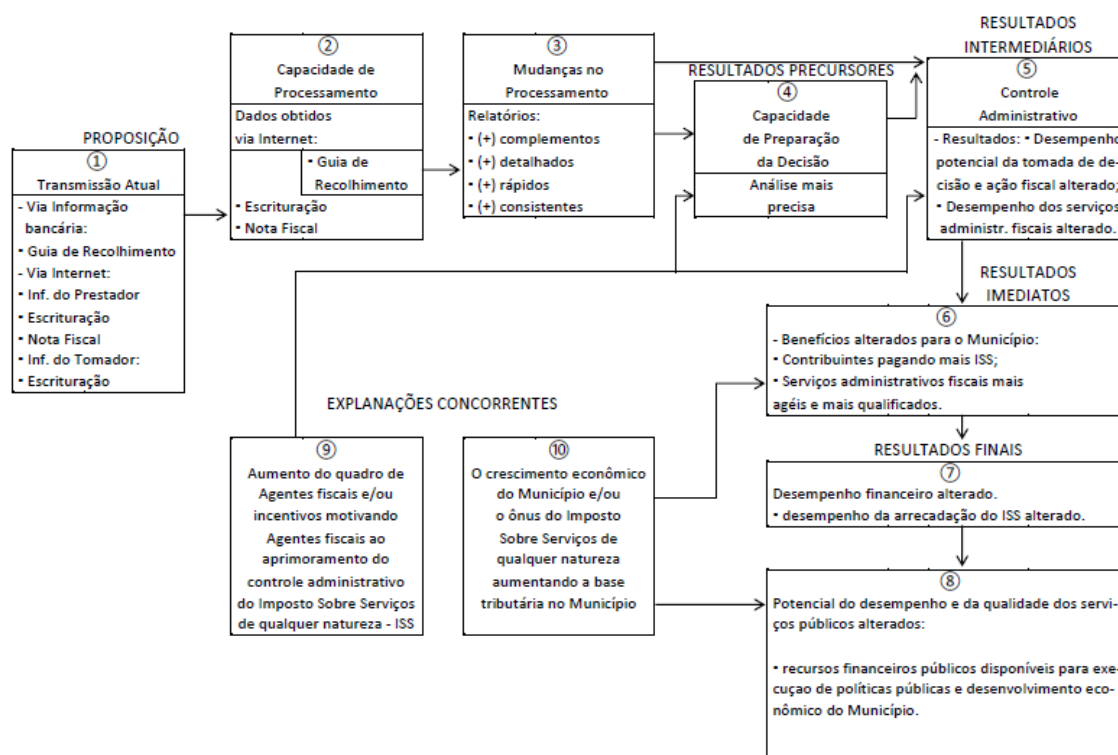 PROPOSIÇÃO
①
Transmissão Atual
- Via Informação
bancária:
▪ Guia de Recolhimento
- Via Internet:
▪ Inf. do Prestador
▪ Escrituração
▪ Nota Fiscal
▪ Inf. do Tomador:
▪ Escrituração
②
Capacidade de
Processamento
Dados obtidos
via Internet:
▪ Guia de
Recolhimento
▪ Escrituração
▪ Nota Fiscal
③
Mudanças no
Processamento
Relatórios:
▪ (+) complementos
▪ (+) detalhados
▪ (+) rápidos
▪ (+) consistentes
RESULTADOS PRECURSORES
④
Capacidade
de Preparação
da Decisão
Análise mais
precisa
RESULTADOS
INTERMEDIÁRIOS
⑤
Controle
Administrativo
- Resultados: ▪ Desempenho
potencial da tomada de de-
cisão e ação fiscal alterado;
▪ Desempenho dos serviços
administr. fiscais alterado.
RESULTADOS
IMEDIATOS
⑥
- Benefícios alterados para o Município:
▪ Contribuintes pagando mais ISS;
▪ Serviços administrativos fiscais mais
agéis e mais qualificados.
EXPLANAÇÕES CONCORRENTES
⑨
Aumento do quadro de
Agentes fiscais e/ou
incentivos motivando
Agentes fiscais ao
aprimoramento do
controle administrativo
do Imposto Sobre Serviços
de qualquer natureza - ISS
⑩
O crescimento econômico
do Município e/ou
o ônus do Imposto
Sobre Serviços de
qualquer natureza
aumentando a base
tributária no Município
RESULTADOS FINAIS
⑦
Desempenho financeiro alterado.
▪ desempenho da arrecadação do ISS alterado.
⑧
Potencial do desempenho e da qualidade dos servi-
ços públicos alterados:
▪ recursos financeiros públicos disponíveis para exe-
cuçao de políticas públicas e desenvolvimento eco-
nômico do Município.